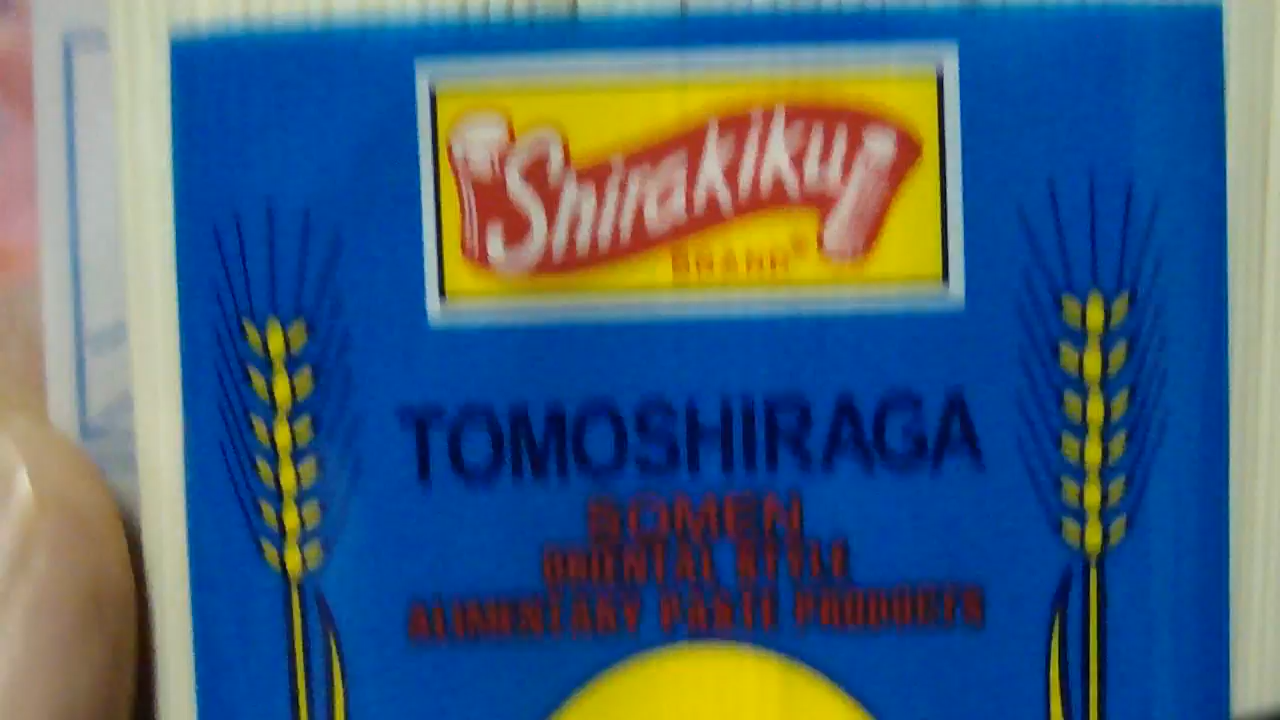 Shirakiku
BRAND®
TOMOSHIRAGA
SOMEN
ORIENTAL STYLE
ALIMENTARY PASTE PRODUCTS